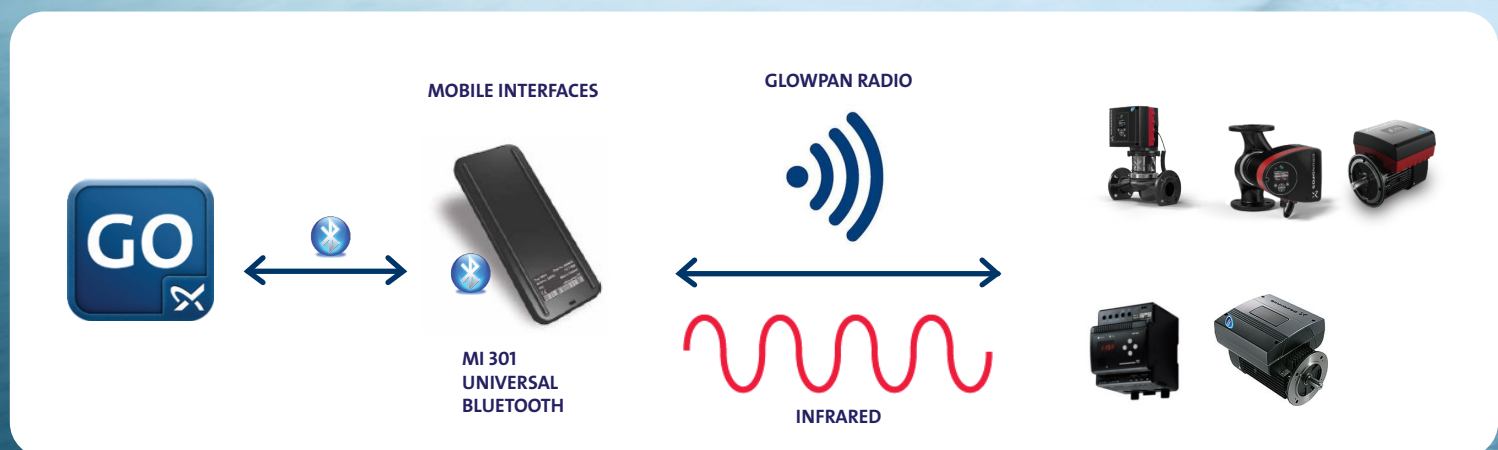 MOBILE INTERFACES
GLOWPAN RADIO
GO
MI 301
UNIVERSAL
BLUETOOTH
INFRARED